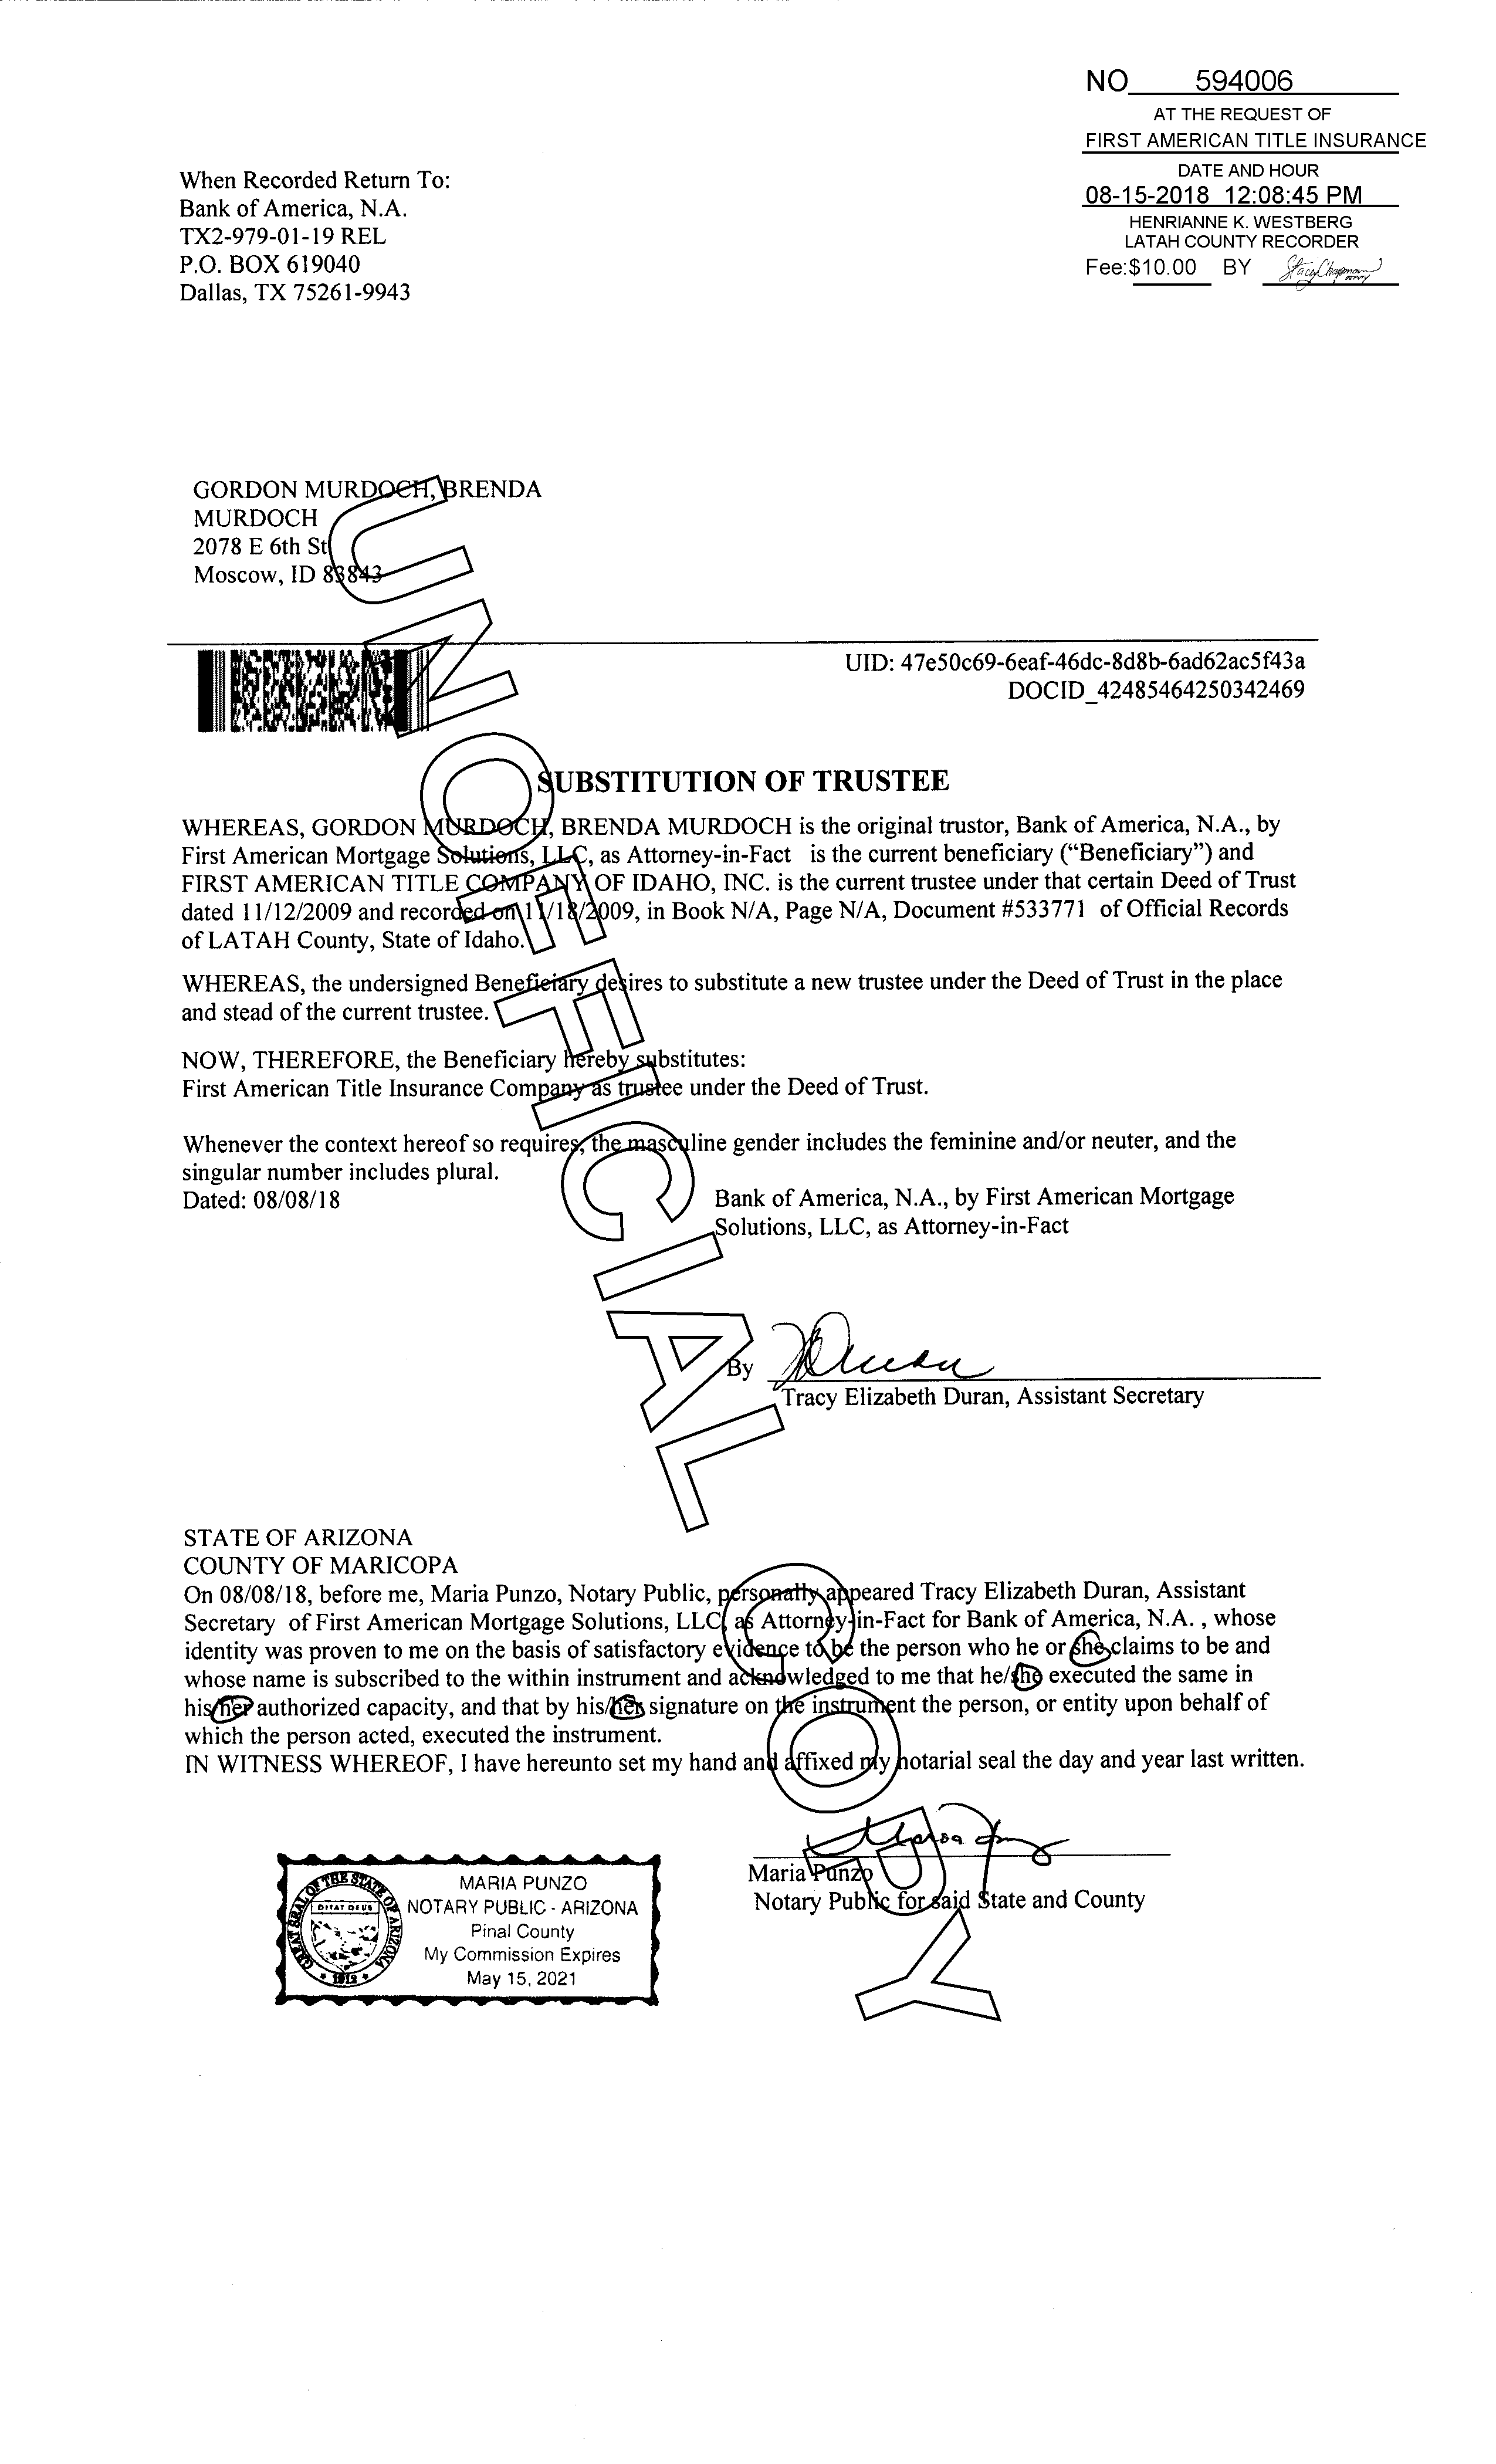 NO 594006
AT THE REQUEST OF
FIRST AMERICAN TITLE INSURANCE
DATE AND HOUR
08-15-2018 12:08:45 PM
HENRIANNE K. WESTBERG
LATAH COUNTY RECORDER
Fee:$10.00 BY Stacy Chapman
When Recorded Return To:
Bank of America, N.A.
TX2-979-01-19 REL
P.O. BOX 619040
Dallas, TX 75261-9943
GORDON MURDOCH, BRENDA
MURDOCH
2078 E 6th St
Moscow, ID 83843
UID: 47e50c69-6eaf-46dc-8d8b-6ad62ac5f43a
DOCID_42485464250342469
SUBSTITUTION OF TRUSTEE
WHEREAS, GORDON MURDOCH, BRENDA MURDOCH is the original trustor, Bank of America, N.A., by
First American Mortgage Solutions, LLC, as Attorney-in-Fact is the current beneficiary (“Beneficiary”) and
FIRST AMERICAN TITLE COMPANY OF IDAHO, INC. is the current trustee under that certain Deed of Trust
dated 11/12/2009 and recorded on 11/18/2009, in Book N/A, Page N/A, Document #533771 of Official Records
of LATAH County, State of Idaho.
WHEREAS, the undersigned Beneficiary desires to substitute a new trustee under the Deed of Trust in the place
and stead of the current trustee.
NOW, THEREFORE, the Beneficiary hereby substitutes:
First American Title Insurance Company as trustee under the Deed of Trust.
Whenever the context hereof so requires, the masculine gender includes the feminine and/or neuter, and the
singular number includes plural.
Dated: 08/08/18
Bank of America, N.A., by First American Mortgage
Solutions, LLC, as Attorney-in-Fact
By
Tracy Elizabeth Duran, Assistant Secretary
STATE OF ARIZONA
COUNTY OF MARICOPA
On 08/08/18, before me, Maria Punzo, Notary Public, personally appeared Tracy Elizabeth Duran, Assistant
Secretary of First American Mortgage Solutions, LLC, as Attorney-in-Fact for Bank of America, N.A. , whose
identity was proven to me on the basis of satisfactory evidence to be the person who he or she claims to be and
whose name is subscribed to the within instrument and acknowledged to me that he/she executed the same in
his/her authorized capacity, and that by his/her signature on the instrument the person, or entity upon behalf of
which the person acted, executed the instrument.
IN WITNESS WHEREOF, I have hereunto set my hand and affixed my notarial seal the day and year last written.
Maria Punzo
Notary Public for said State and County
GREAT SEAL OF THE STATE OF ARIZONA
DITAT DEUS
1912
MARIA PUNZO
NOTARY PUBLIC - ARIZONA
Pinal County
My Commission Expires
May 15, 2021
UNOFFICIAL COPY